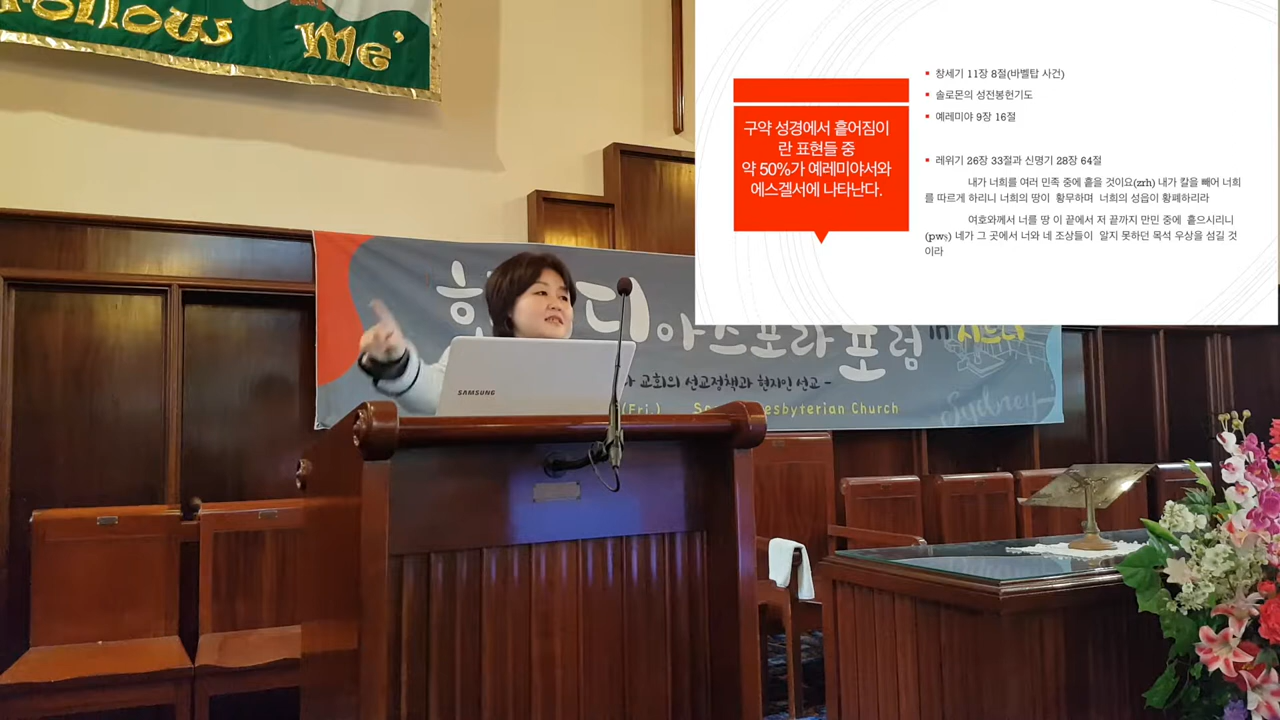 Follow
Me'
구약 성경에서 흩어짐이
란 표현들 중
약 50%가 예레미야서와
에스겔서에 나타난다.
▪ 창세기 11장 8절(바벨탑 사건)
▪ 솔로몬의 성전봉헌기도
▪ 예레미야 9장 16절
▪ 레위기 26장 33절과 신명기 28장 64절
내가 너희를 여러 민족 중에 흩을 것이요(zrh) 내가 칼을 빼어 너희
를 따르게 하리니 너희의 땅이 황무하며 너희의 성읍이 황폐하리라
여호와께서 너를 땅 이 끝에서 저 끝까지 만민 중에 흩으시리니
(pwṣ) 네가 그 곳에서 너와 네 조상들이 알지 못하던 목석 우상을 섬길 것
이라
디아스포라 포럼 in 시드니
교회의 선교정책과 현지인 선교 -
(Fri.) esbyterian Church
Sydney
SAMSUNG